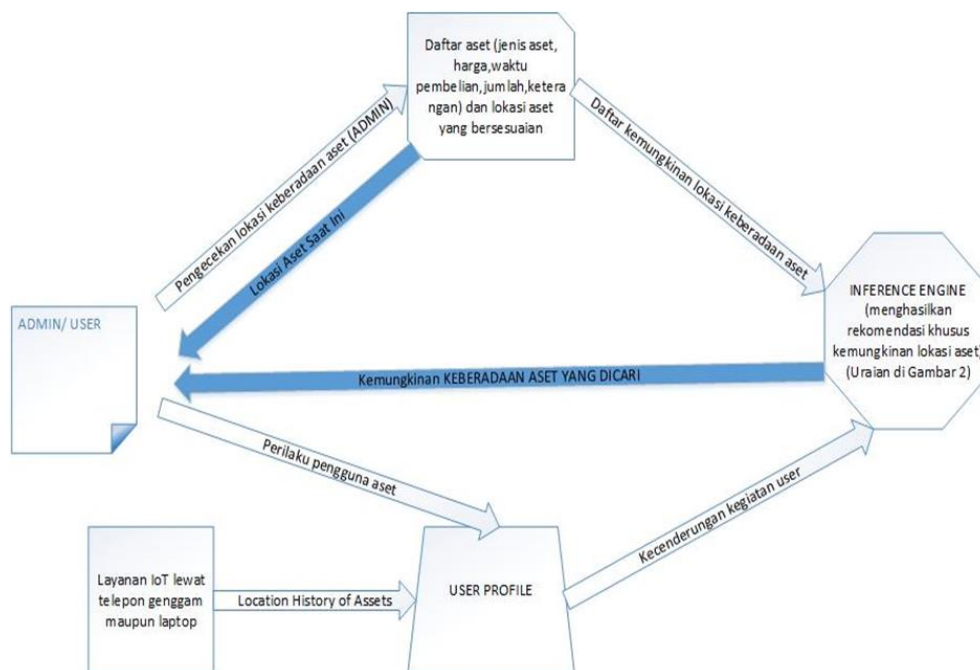 Daftar aset (jenis aset,
harga,waktu
pembelian,jumlah,ketera
ngan) dan lokasi aset
yang bersesuaian
Pengecekan lokasi keberadaan aset (ADMIN)
Daftar kemungkinan lokasi keberadaan aset
Lokasi Aset Saat Ini
ADMIN/ USER
INFERENCE ENGINE
(menghasilkan
rekomendasi khusus
kemungkinan lokasi aset)
(Uraian di Gambar 2)
Kemungkinan KEBERADAAN ASET YANG DICARI
Perilaku pengguna aset
Kecenderungan kegiatan user
Layanan IoT lewat
telepon genggam
maupun laptop
Location History of Assets
USER PROFILE